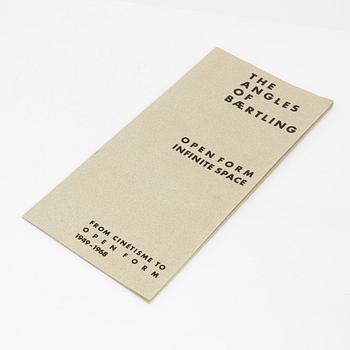 THE
ANGLES
OF
BÆRTLING
OPEN FORM
INFINITE SPACE
FROM CINÉTISME TO
OPEN FORM
1949-1968